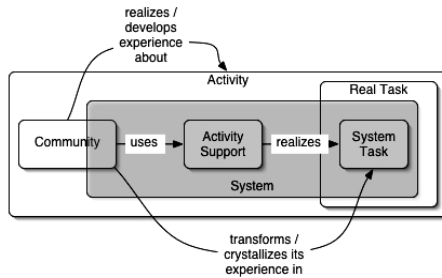 realizes /
develops
experience
about
Activity
Real Task
Community
uses
Activity
Support
realizes
System
Task
System
transforms /
crystallizes its
experience in